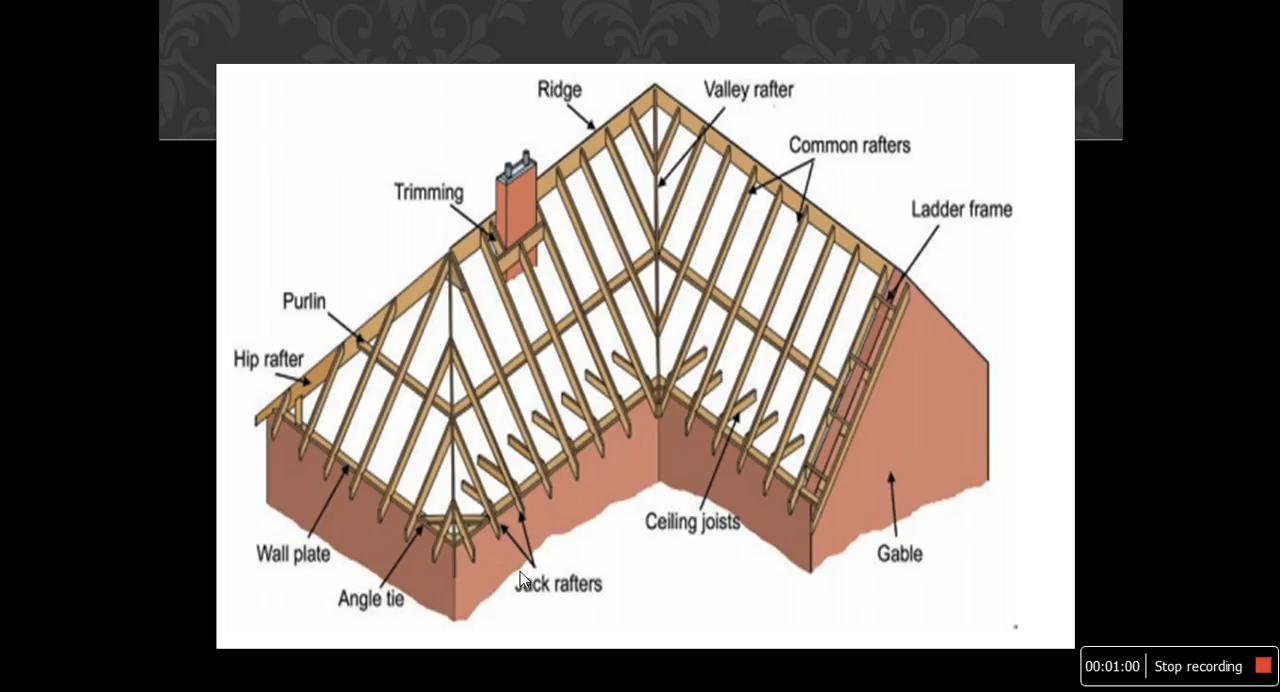 Ridge
Valley rafter
Common rafters
Trimming
Ladder frame
Purlin
Hip rafter
Ceiling joists
Wall plate
Gable
Angle tie
Jack rafters
00:01:00 Stop recording